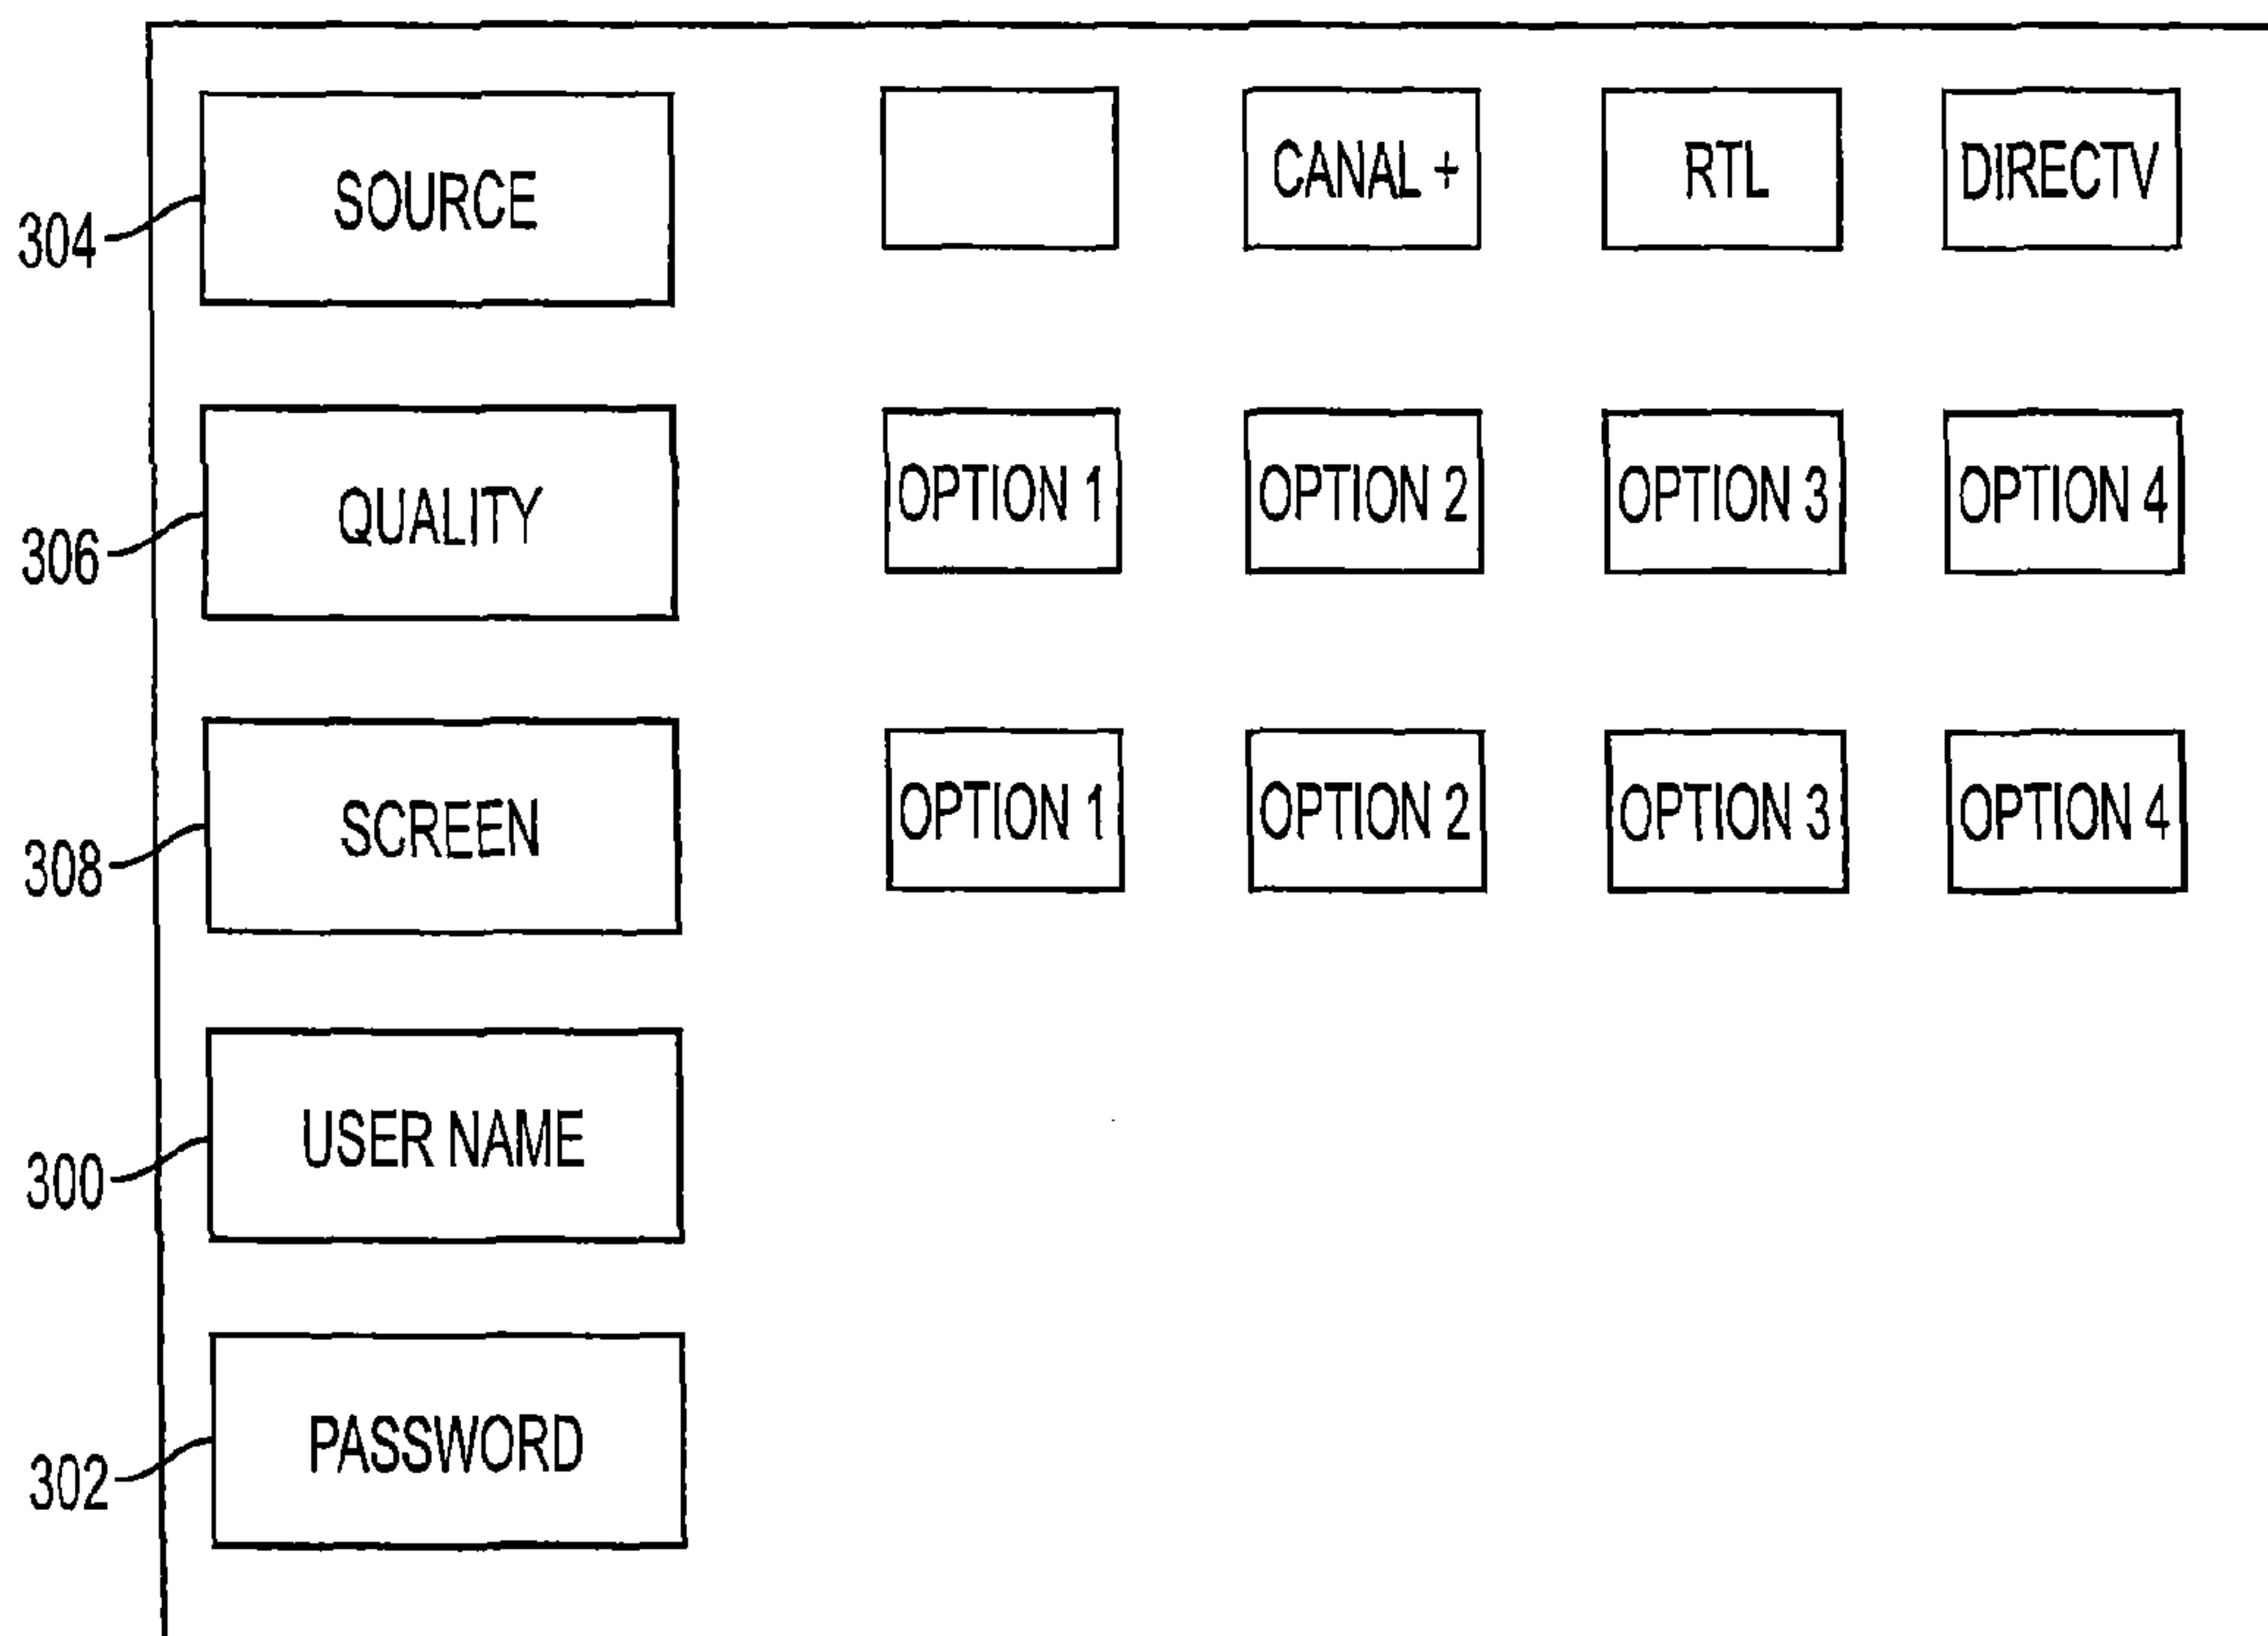 SOURCE CANAL + RTL DIRECTV
304
QUALITY OPTION 1 OPTION 2 OPTION 3 OPTION 4
306
SCREEN OPTION 1 OPTION 2 OPTION 3 OPTION 4
308
USER NAME
300
PASSWORD
302